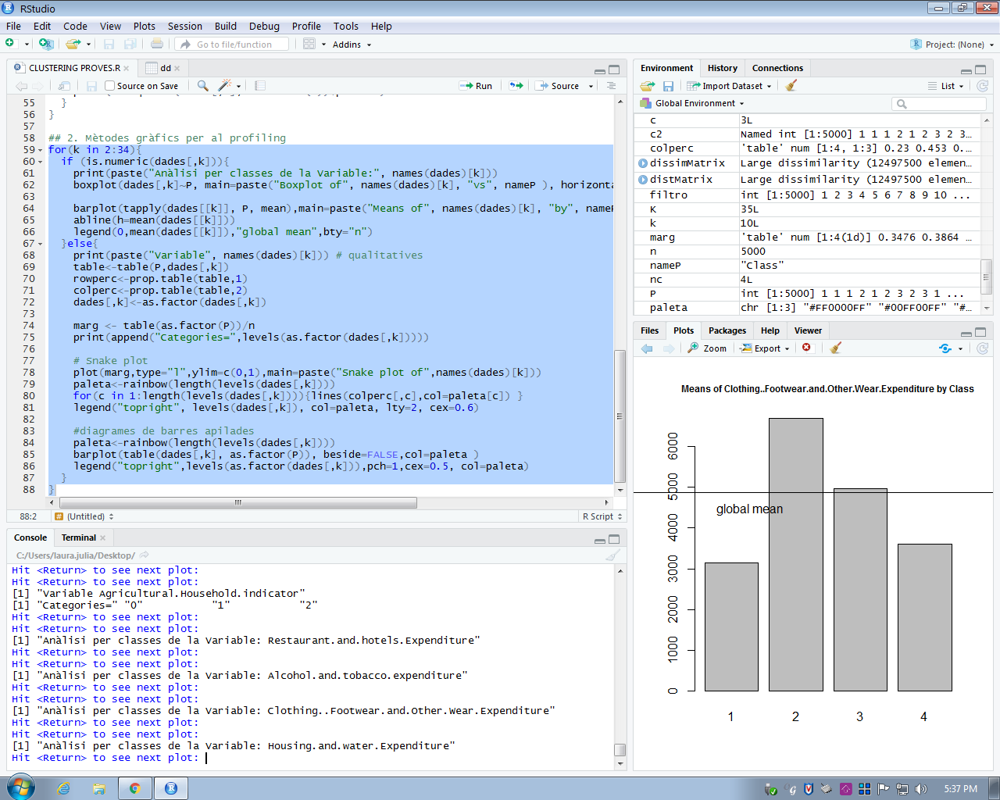 RStudio
File Edit Code View Plots Session Build Debug Profile Tools Help
Go to file/function Addins Project: (None)
CLUSTERING PROVES.R dd
Source on Save Run Source
55 }
56 }
57
58 ## 2. Mètodes gràfics per al profiling
59 for(k in 2:34){
60 if (is.numeric(dades[,k])){
61 print(paste("Anàlisi per classes de la Variable:", names(dades)[k]))
62 boxplot(dades[,k]~P, main=paste("Boxplot of", names(dades)[k], "vs", nameP ), horizonta
63
64 barplot(tapply(dades[[k]], P, mean),main=paste("Means of", names(dades)[k], "by", nameP
65 abline(h=mean(dades[[k]]))
66 legend(0,mean(dades[[k]]),"global mean",bty="n")
67 }else{
68 print(paste("Variable", names(dades)[k])) # qualitatives
69 table<-table(P,dades[,k])
70 rowperc<-prop.table(table,1)
71 colperc<-prop.table(table,2)
72 dades[,k]<-as.factor(dades[,k])
73
74 marg <- table(as.factor(P))/n
75 print(append("Categories=",levels(as.factor(dades[,k]))))
76
77 # Snake plot
78 plot(marg,type="l",ylim=c(0,1),main=paste("Snake plot of",names(dades)[k]))
79 paleta<-rainbow(length(levels(dades[,k])))
80 for(c in 1:length(levels(dades[,k]))){lines(colperc[,c],col=paleta[c]) }
81 legend("topright", levels(dades[,k]), col=paleta, lty=2, cex=0.6)
82
83 #diagrames de barres apilades
84 paleta<-rainbow(length(levels(dades[,k])))
85 barplot(table(dades[,k], as.factor(P)), beside=FALSE,col=paleta )
86 legend("topright",levels(as.factor(dades[,k])),pch=1,cex=0.5, col=paleta)
87 }
88 }
88:2 (Untitled) R Script
Console Terminal
C:/Users/laura.julia/Desktop/
Hit <Return> to see next plot:
Hit <Return> to see next plot:
[1] "Variable Agricultural.Household.indicator"
[1] "Categories=" "0" "1" "2"
Hit <Return> to see next plot:
Hit <Return> to see next plot:
[1] "Anàlisi per classes de la Variable: Restaurant.and.hotels.Expenditure"
Hit <Return> to see next plot:
Hit <Return> to see next plot:
[1] "Anàlisi per classes de la Variable: Alcohol.and.tobacco.expenditure"
Hit <Return> to see next plot:
Hit <Return> to see next plot:
[1] "Anàlisi per classes de la Variable: Clothing..Footwear.and.Other.Wear.Expenditure"
Hit <Return> to see next plot:
Hit <Return> to see next plot:
[1] "Anàlisi per classes de la Variable: Housing.and.water.Expenditure"
Hit <Return> to see next plot:
Environment History Connections
Import Dataset List
Global Environment
c 3L
c2 Named int [1:5000] 1 1 1 2 1 2 3 2 3…
colperc 'table' num [1:4, 1:3] 0.23 0.453 0.…
dissimMatrix Large dissimilarity (12497500 elemen…
distMatrix Large dissimilarity (12497500 elemen…
filtro int [1:5000] 1 2 3 4 5 6 7 8 9 10 ...
K 35L
k 10L
marg 'table' num [1:4(1d)] 0.3476 0.3864 …
n 5000
nameP "Class"
nc 4L
P int [1:5000] 1 1 1 2 1 2 3 2 3 1 ...
paleta chr [1:3] "#FF0000FF" "#00FF00FF" "#…
Files Plots Packages Help Viewer
Zoom Export
Means of Clothing..Footwear.and.Other.Wear.Expenditure by Class
6000
5000
4000
3000
2000
1000
0
global mean
1 2 3 4
5:37 PM